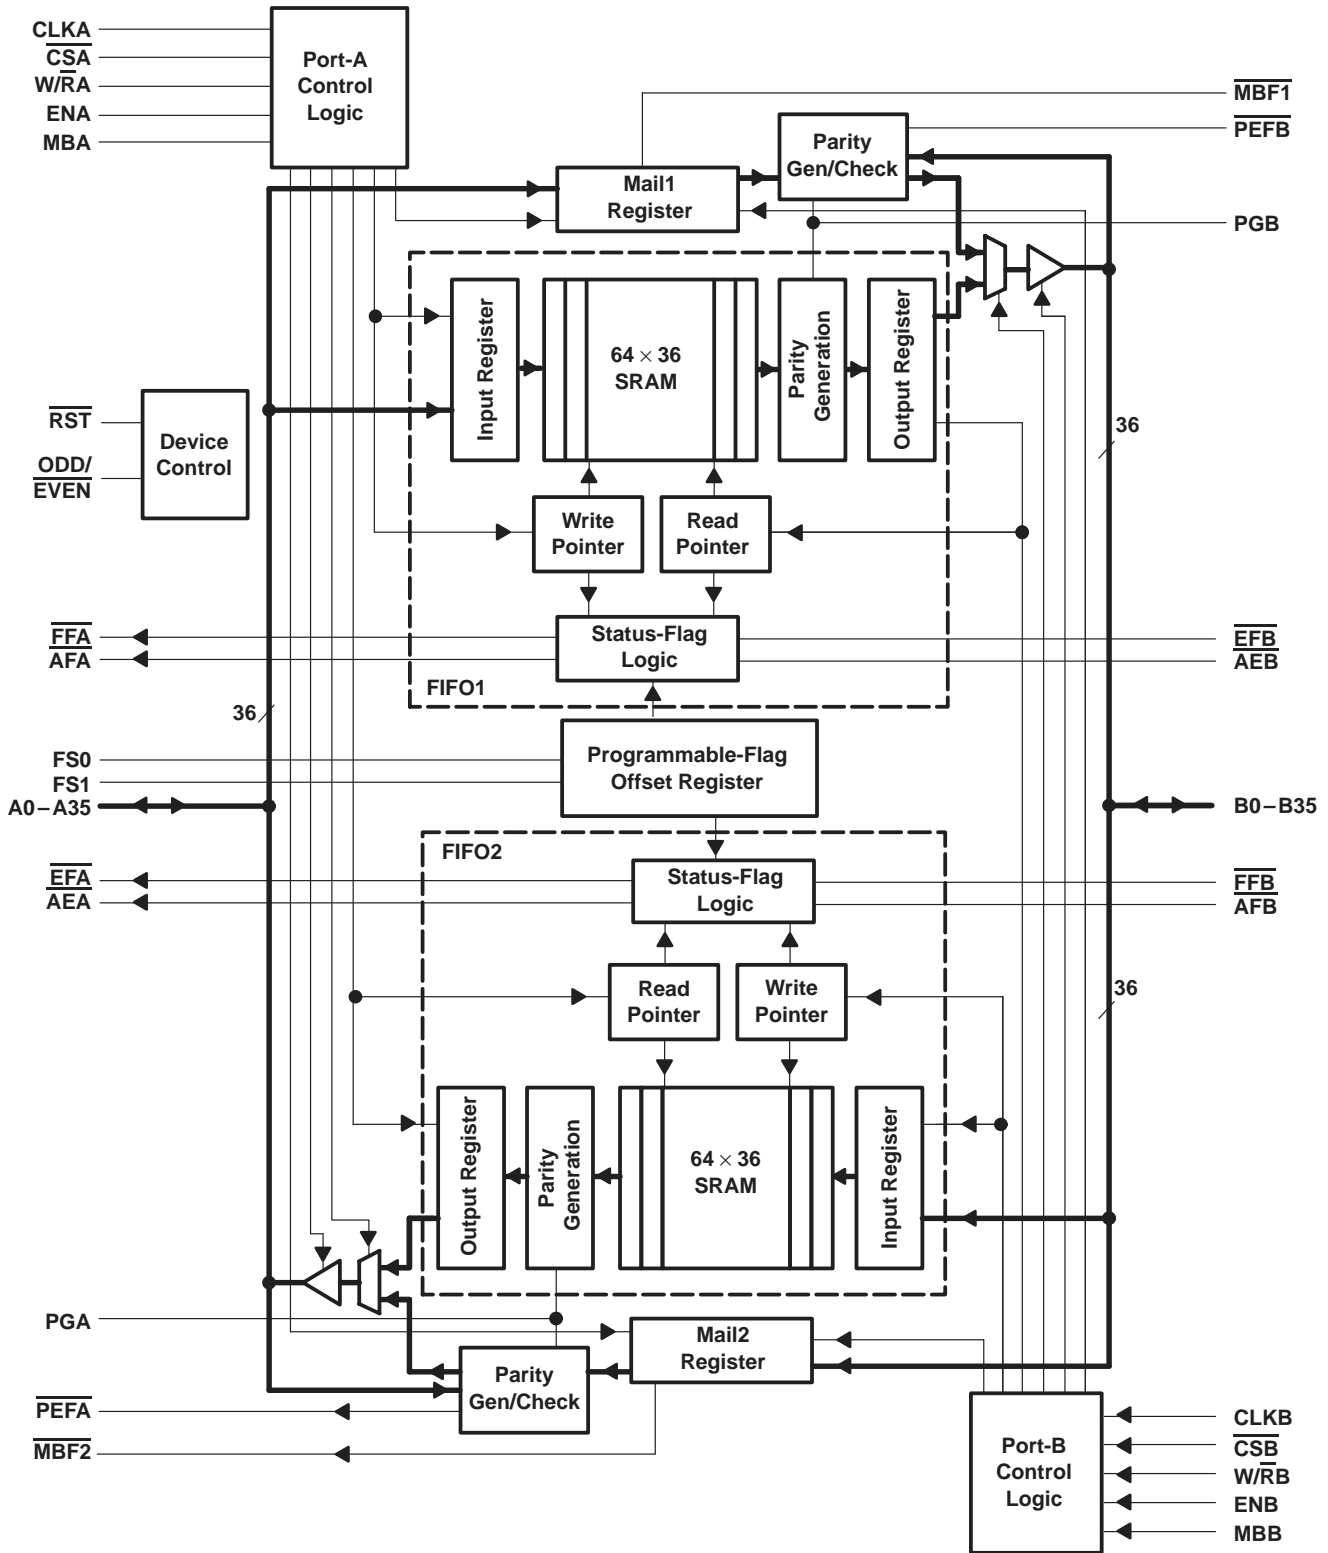 CLKA
CSA
W/RA
ENA
MBA
Port-A
Control
Logic
MBF1
PEFB
Parity
Gen/Check
Mail1
Register
PGB
Input Register
64 × 36
SRAM
Parity
Generation
Output Register
36
RST
ODD/
EVEN
Device
Control
Write
Pointer
Read
Pointer
FFA
AFA
Status-Flag
Logic
EFB
AEB
FIFO1
36
Programmable-Flag
Offset Register
FS0
FS1
A0–A35
B0–B35
FIFO2
EFA
AEA
Status-Flag
Logic
FFB
AFB
Read
Pointer
Write
Pointer
36
Output Register
Parity
Generation
64 × 36
SRAM
Input Register
PGA
Mail2
Register
Parity
Gen/Check
PEFA
MBF2
Port-B
Control
Logic
CLKB
CSB
W/RB
ENB
MBB